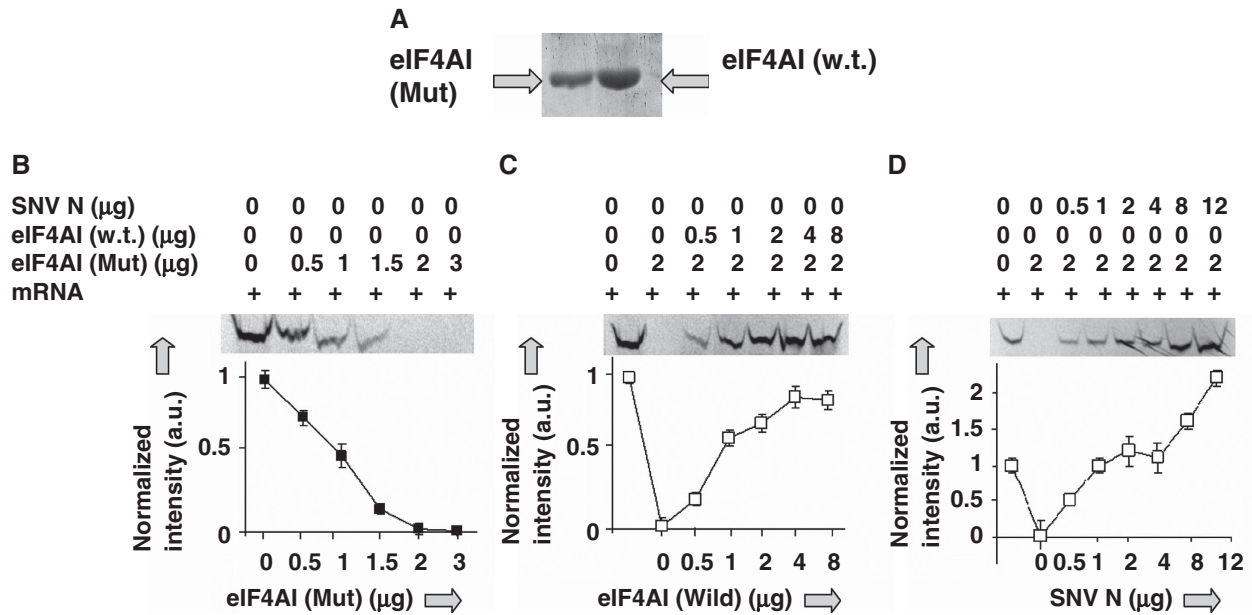 A
eIF4AI (Mut)
eIF4AI (w.t.)
B
SNV N (μg) 0 0 0 0 0 0
eIF4AI (w.t.) (μg) 0 0 0 0 0 0
eIF4AI (Mut) (μg) 0 0.5 1 1.5 2 3
mRNA + + + + + +
Normalized intensity (a.u.)
1
0.5
0
0 0.5 1 1.5 2 3
eIF4AI (Mut) (μg)
C
0 0 0 0 0 0 0
0 0 0.5 1 2 4 8
0 2 2 2 2 2 2
+ + + + + + +
Normalized intensity (a.u.)
1
0.5
0
0 0.5 1 2 4 8
eIF4AI (Wild) (μg)
D
0 0 0.5 1 2 4 8 12
0 0 0 0 0 0 0 0
0 2 2 2 2 2 2 2
+ + + + + + + +
Normalized intensity (a.u.)
2
1.5
1
0.5
0
0 0.5 1 2 4 8 12
SNV N (μg)